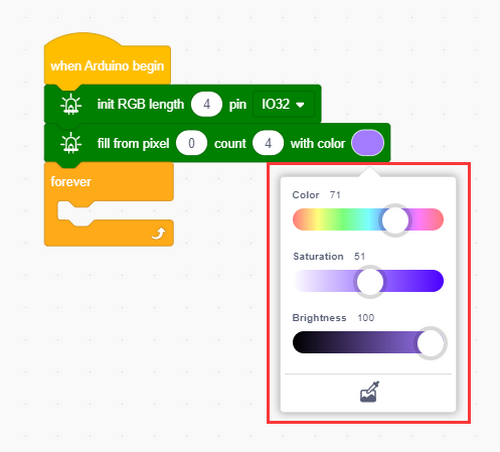 when Arduino begin
init RGB length 4 pin IO32
fill from pixel 0 count 4 with color
forever
Color 71
Saturation 51
Brightness 100